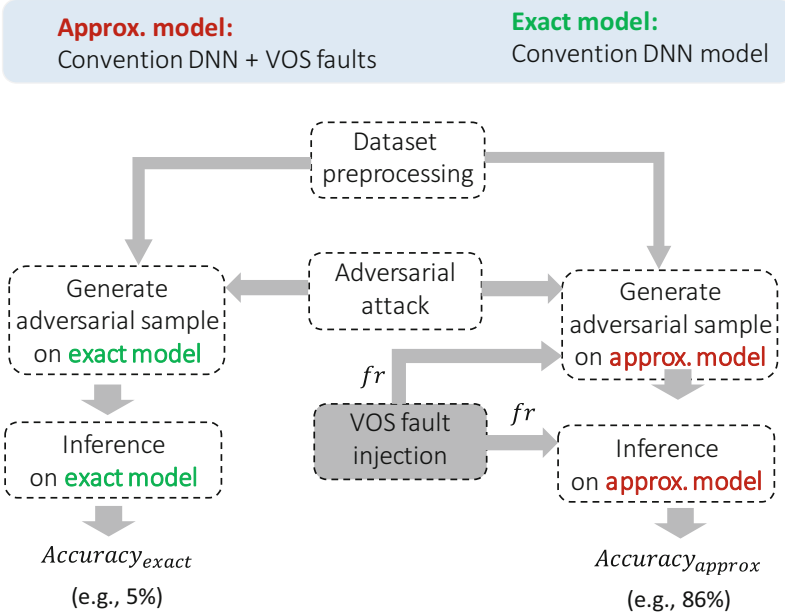 Approx. model:
Convention DNN + VOS faults
Exact model:
Convention DNN model
Dataset
preprocessing
Adversarial
attack
Generate
adversarial sample
on exact model
Generate
adversarial sample
on approx. model
fr
VOS fault
injection
fr
Inference
on exact model
Inference
on approx. model
Accuracy_exact
(e.g., 5%)
Accuracy_approx
(e.g., 86%)